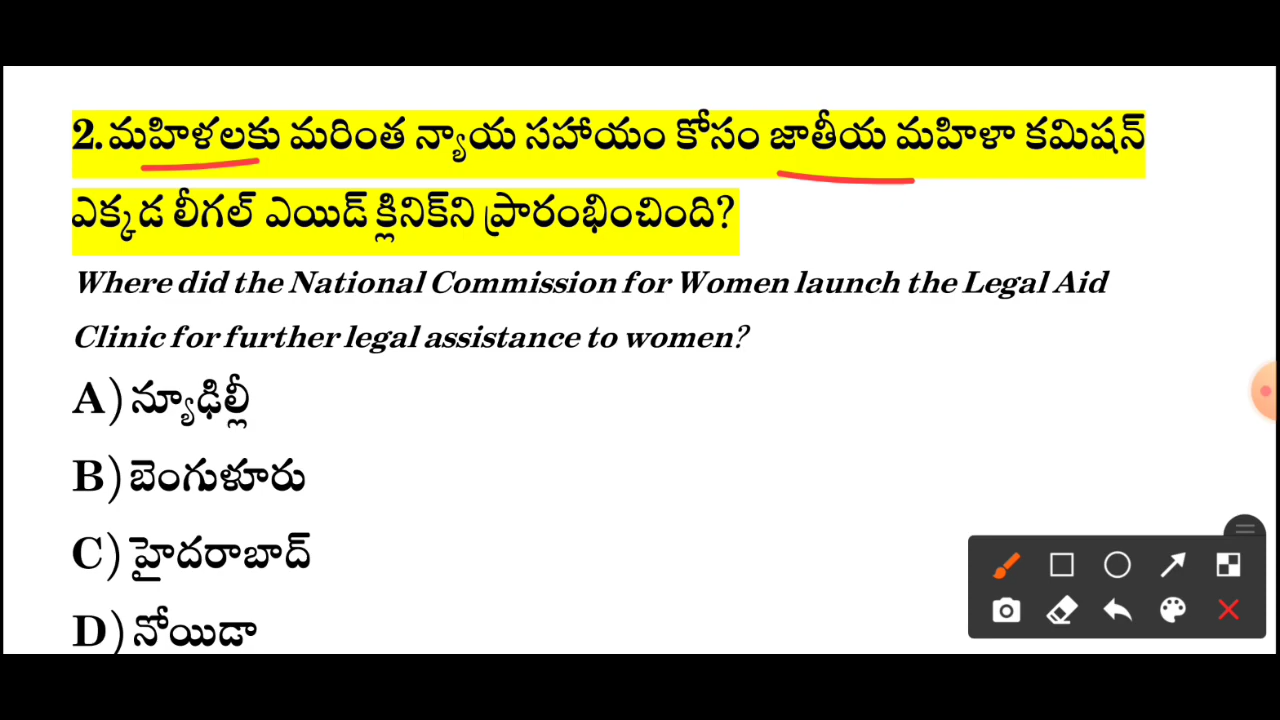 2. మహిళలకు మరింత న్యాయ సహాయం కోసం జాతీయ మహిళా కమిషన్
ఎక్కడ లీగల్ ఎయిడ్ క్లినిక్‌ని ప్రారంభించింది?
Where did the National Commission for Women launch the Legal Aid
Clinic for further legal assistance to women?
A) న్యూఢిల్లీ
B) బెంగుళూరు
C) హైదరాబాద్
D) నోయిడా